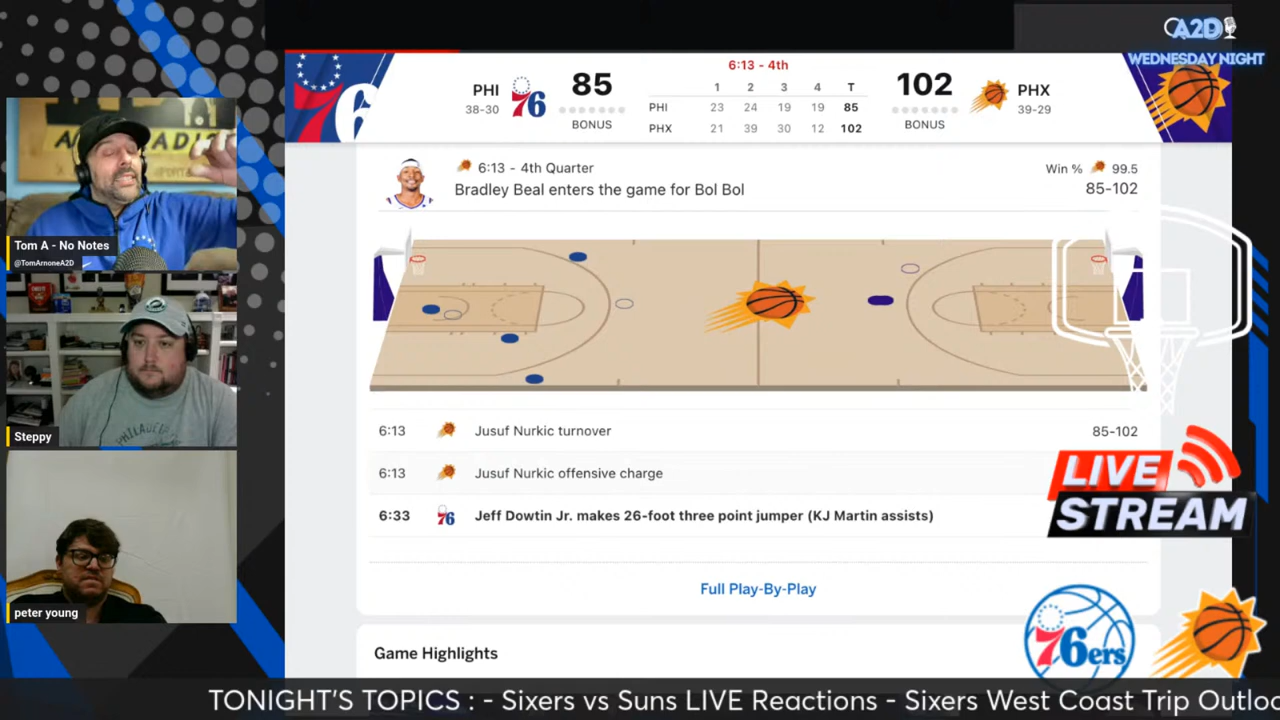 A2D
WEDNESDAY NIGHT
6:13 - 4th
PHI
38-30
76
85
BONUS
1 2 3 4 T
PHI 23 24 19 19 85
PHX 21 39 30 12 102
102
BONUS
PHX
39-29
76
6:13 - 4th Quarter
Bradley Beal enters the game for Bol Bol
Win % 99.5
85-102
Tom A - No Notes
@TomArnoneA2D
Steppy
peter young
6:13 Jusuf Nurkic turnover 85-102
6:13 Jusuf Nurkic offensive charge
6:33 76 Jeff Dowtin Jr. makes 26-foot three point jumper (KJ Martin assists)
LIVE
STREAM
Full Play-By-Play
Game Highlights
76ers
TONIGHT'S TOPICS : - Sixers vs Suns LIVE Reactions - Sixers West Coast Trip Outloo